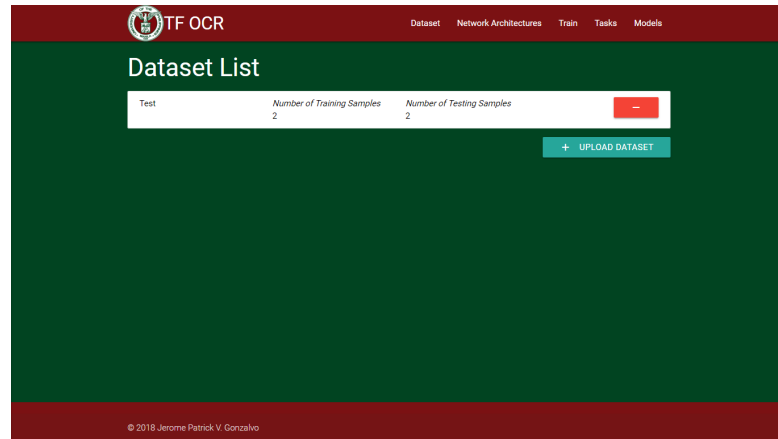 TF OCR
Dataset Network Architectures Train Tasks Models
Dataset List
Test Number of Training Samples Number of Testing Samples
2 2
− 
+ UPLOAD DATASET
© 2018 Jerome Patrick V. Gonzalvo